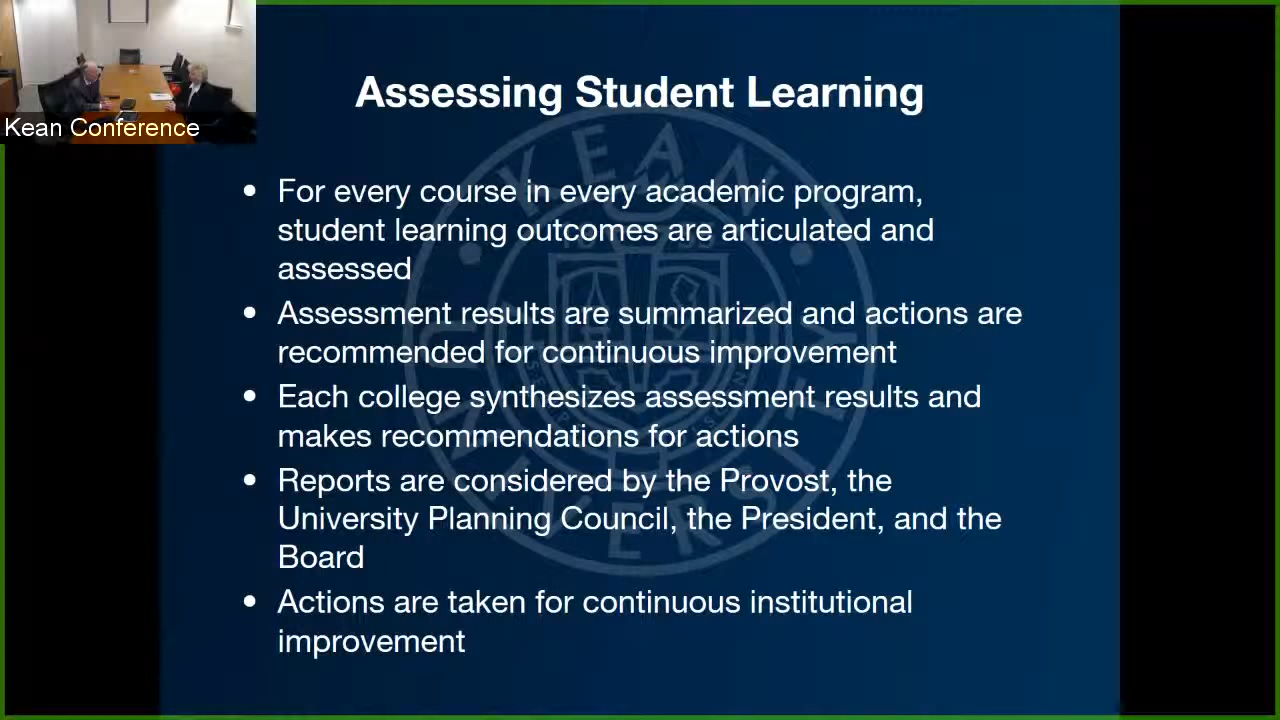 Kean Conference
Assessing Student Learning
• For every course in every academic program,
student learning outcomes are articulated and
assessed
• Assessment results are summarized and actions are
recommended for continuous improvement
• Each college synthesizes assessment results and
makes recommendations for actions
• Reports are considered by the Provost, the
University Planning Council, the President, and the
Board
• Actions are taken for continuous institutional
improvement
KEAN UNIVERSITY